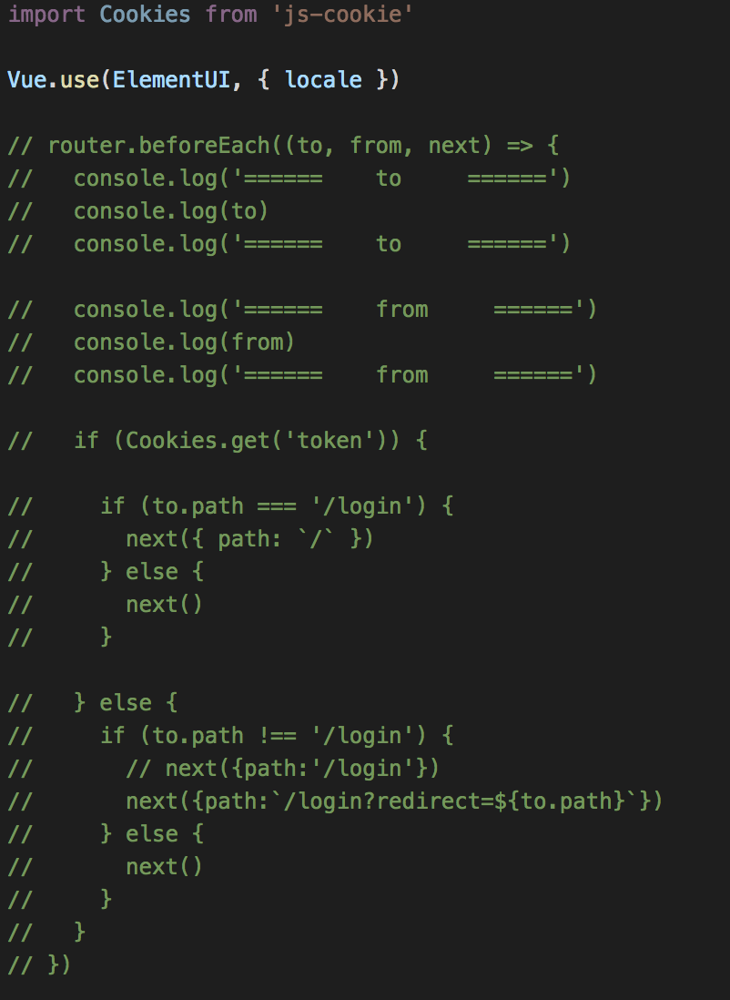 import Cookies from 'js-cookie'
Vue.use(ElementUI, { locale })
// router.beforeEach((to, from, next) => {
//   console.log('======    to     ======')
//   console.log(to)
//   console.log('======    to     ======')
//   console.log('======    from     ======')
//   console.log(from)
//   console.log('======    from     ======')
//   if (Cookies.get('token')) {
//     if (to.path === '/login') {
//       next({ path: `/` })
//     } else {
//       next()
//     }
//   } else {
//     if (to.path !== '/login') {
//       // next({path:'/login'})
//       next({path:`/login?redirect=${to.path}`})
//     } else {
//       next()
//     }
//   }
// })